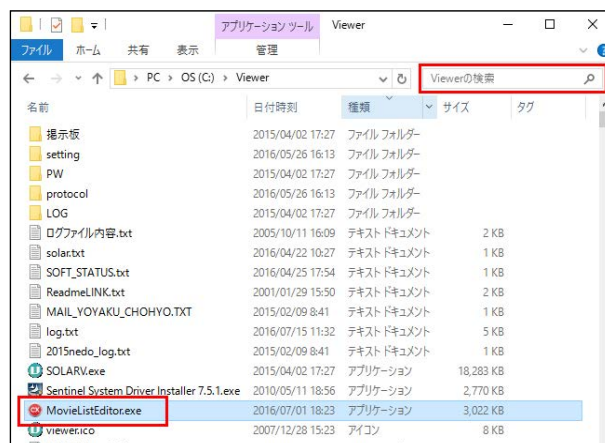 アプリケーション ツール Viewer
ファイル ホーム 共有 表示 管理
PC > OS (C:) > Viewer Viewerの検索
名前 日付時刻 種類 サイズ タグ
掲示板 2015/04/02 17:27 ファイル フォルダー
setting 2016/05/26 16:13 ファイル フォルダー
PW 2015/04/02 17:27 ファイル フォルダー
protocol 2016/05/26 16:13 ファイル フォルダー
LOG 2015/04/02 17:27 ファイル フォルダー
ログファイル内容.txt 2005/10/11 16:09 テキスト ドキュメント 2 KB
solar.txt 2016/04/22 10:27 テキスト ドキュメント 1 KB
SOFT_STATUS.txt 2016/04/25 17:54 テキスト ドキュメント 1 KB
ReadmeLINK.txt 2001/01/29 15:50 テキスト ドキュメント 2 KB
MAIL_YOYAKU_CHOHYO.TXT 2015/02/09 8:41 テキスト ドキュメント 1 KB
log.txt 2016/07/15 11:32 テキスト ドキュメント 5 KB
2015nedo_log.txt 2015/02/09 8:41 テキスト ドキュメント 1 KB
SOLARV.exe 2015/04/02 17:27 アプリケーション 18,283 KB
Sentinel System Driver Installer 7.5.1.exe 2010/05/11 18:56 アプリケーション 2,770 KB
MovieListEditor.exe 2016/07/01 18:23 アプリケーション 3,022 KB
viewer.ico 2007/12/28 15:23 アイコン 8 KB